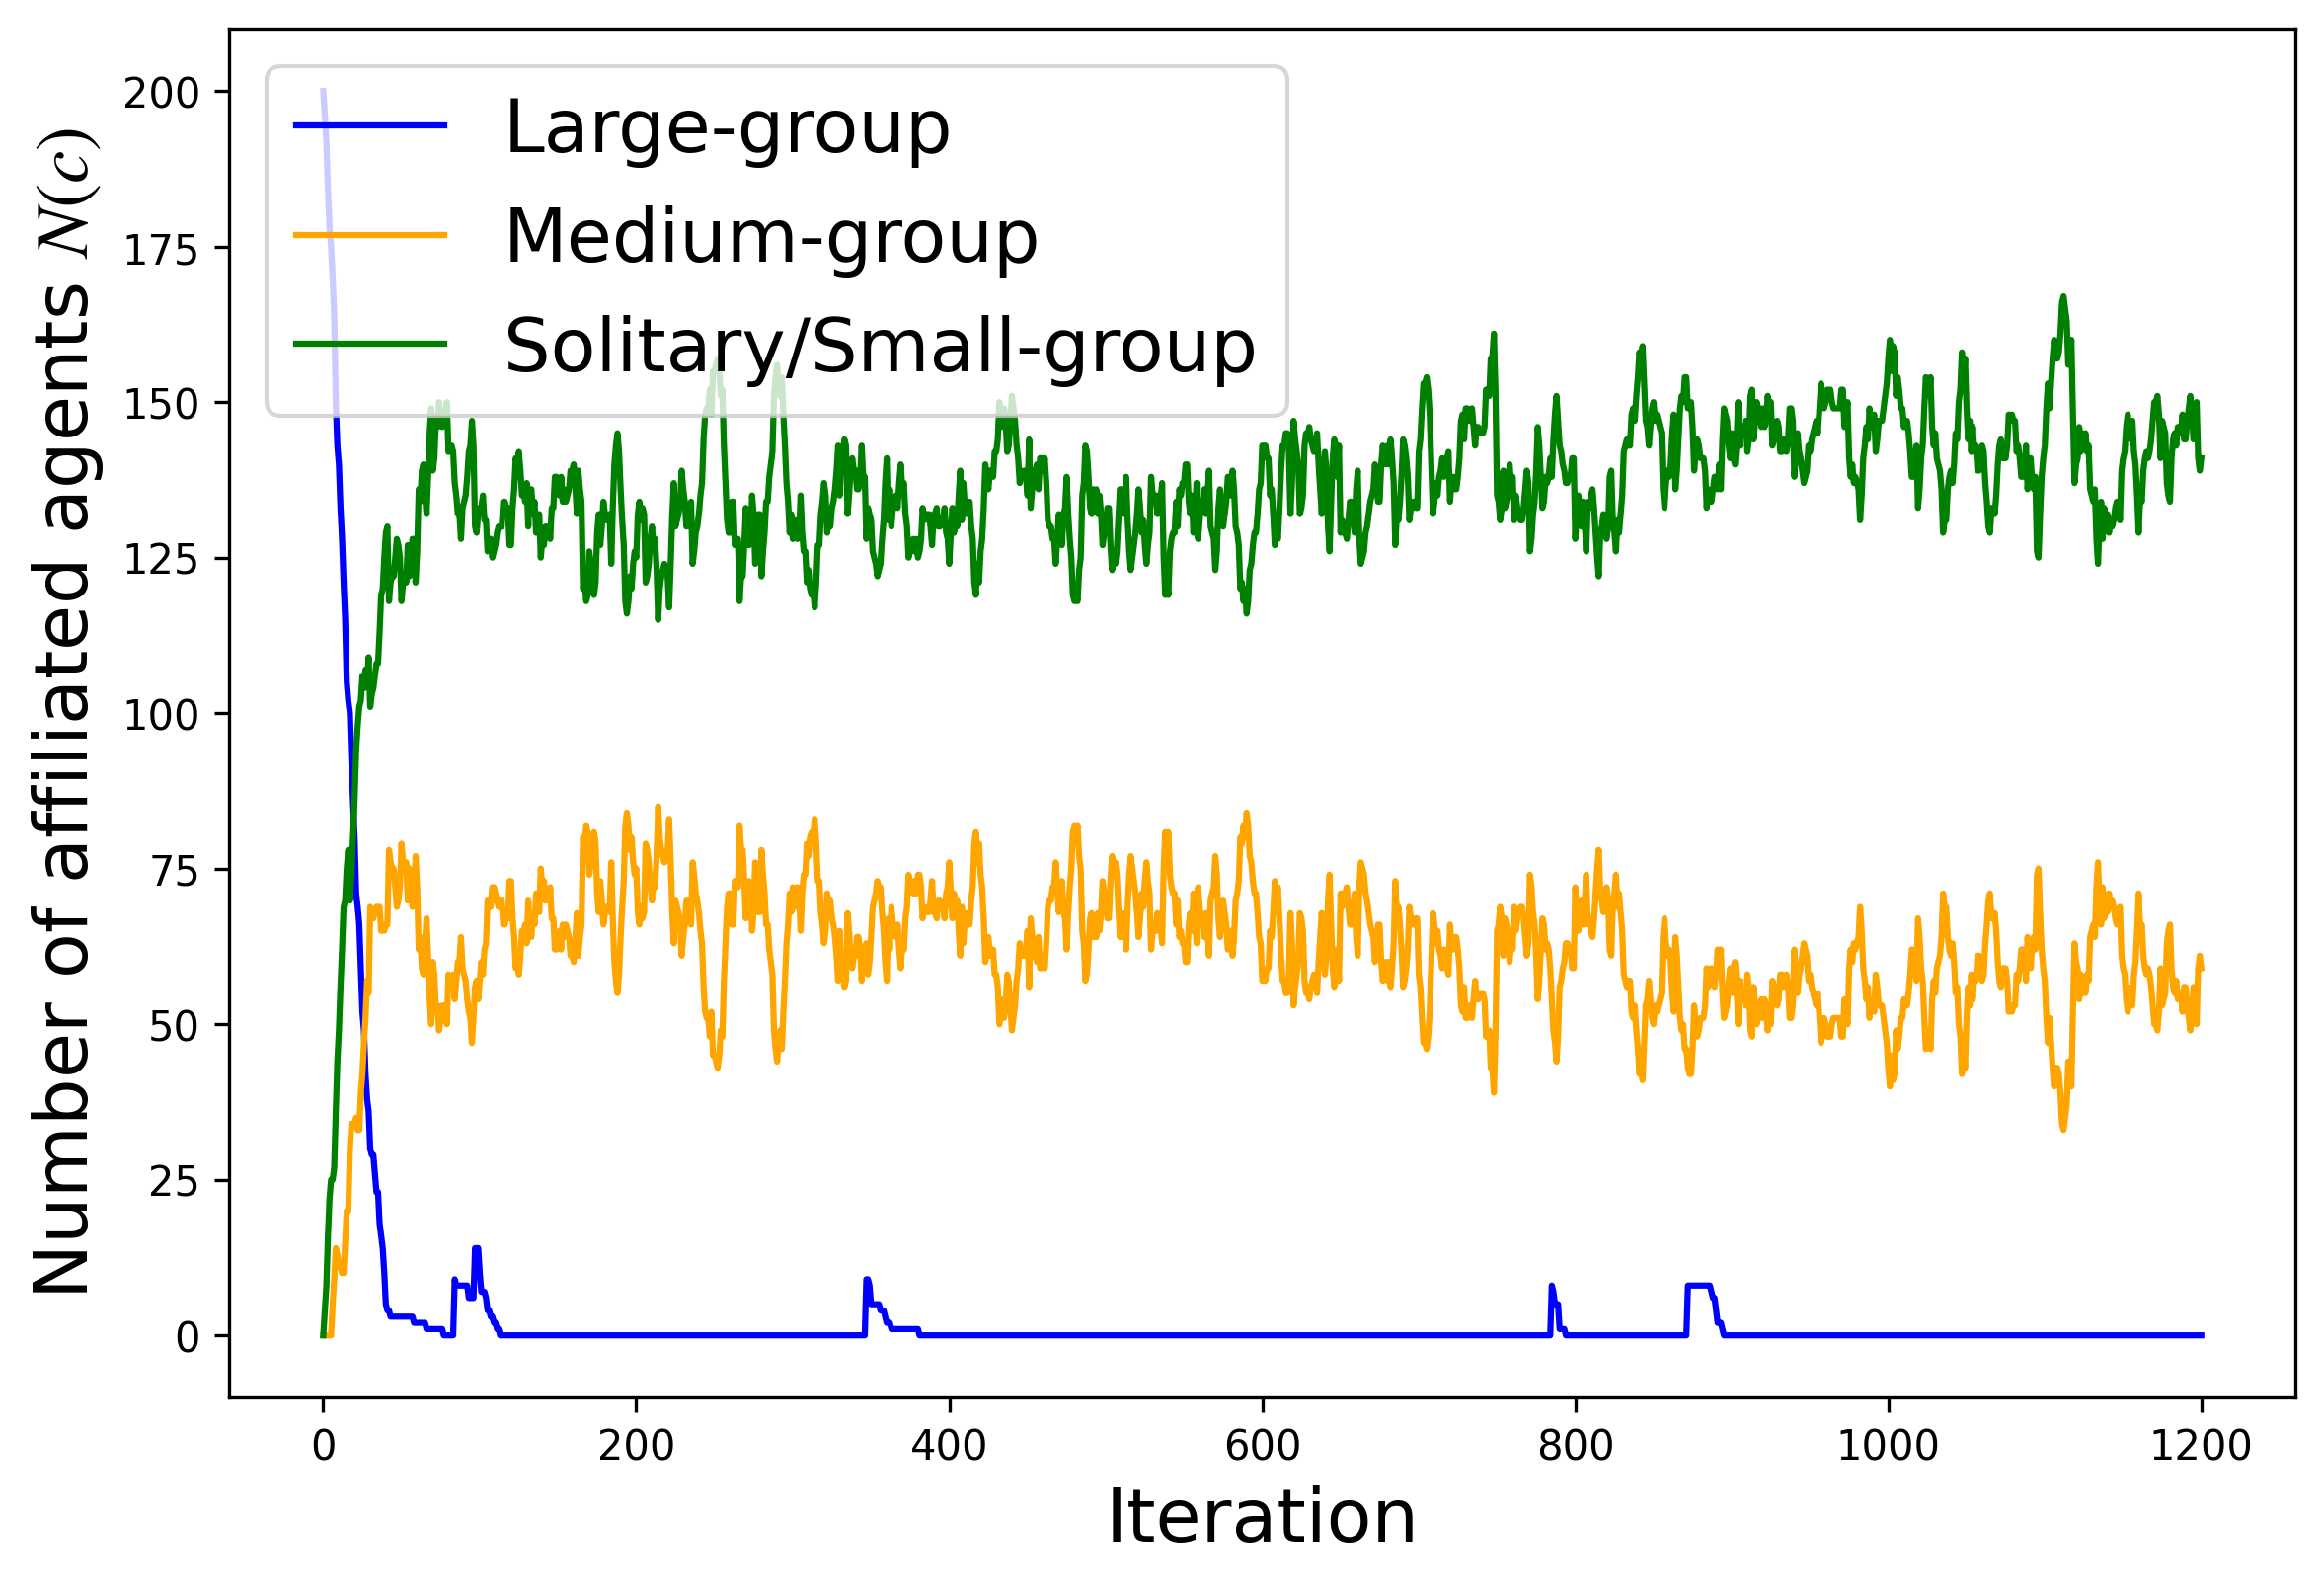 Number of affiliated agents N(c)
200
175
150
125
100
75
50
25
0
Large-group
Medium-group
Solitary/Small-group
0 200 400 600 800 1000 1200
Iteration